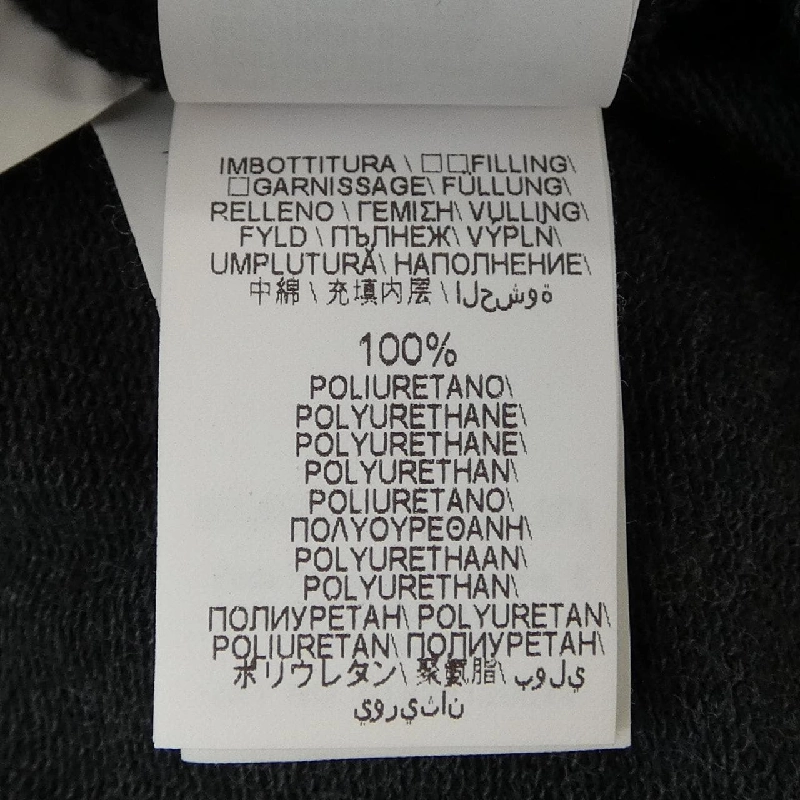 IMBOTTITURA \ □□FILLING\
□GARNISSAGE\ FÜLLUNG\
RELLENO \ ΓΕΜΙΣΗ\ VULLING\
FYLD \ ПЪЛНЕЖ\ VÝPLŇ\
UMPLUTURĂ\ НАПОЛНЕНИЕ\
中綿 \ 充填内层 \ الحشوة
100%
POLIURETANO\
POLYURETHANE\
POLYURETHANE\
POLYURETHAN\
POLIURETANO\
ΠΟΛΥΟΥΡΕΘΑΝΗ\
POLYURETHAAN\
POLYURETHAN\
ПОЛИУРЕТАН\ POLYURETAN\
POLIURETAN\ ПОЛИУРЕТАН\
ポリウレタン\ 聚氨脂\ بولي
يوريثان